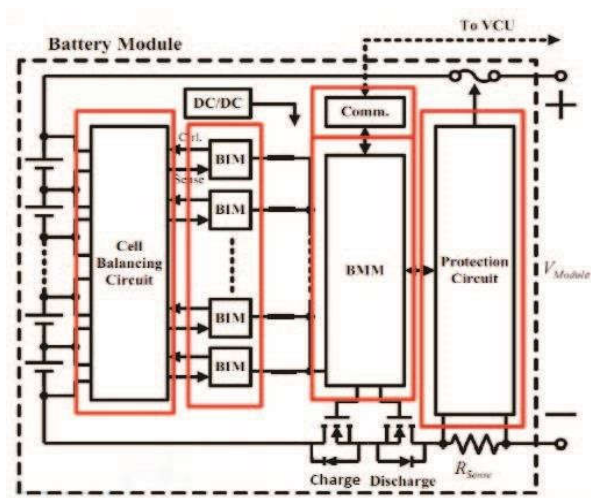 To VCU
Battery Module
DC/DC
Comm.
+
Ctrl.
BIM
Sense
BIM
Cell
Balancing
Circuit
BMM
Protection
Circuit
V_Module
BIM
BIM
Charge
Discharge
R_Sense